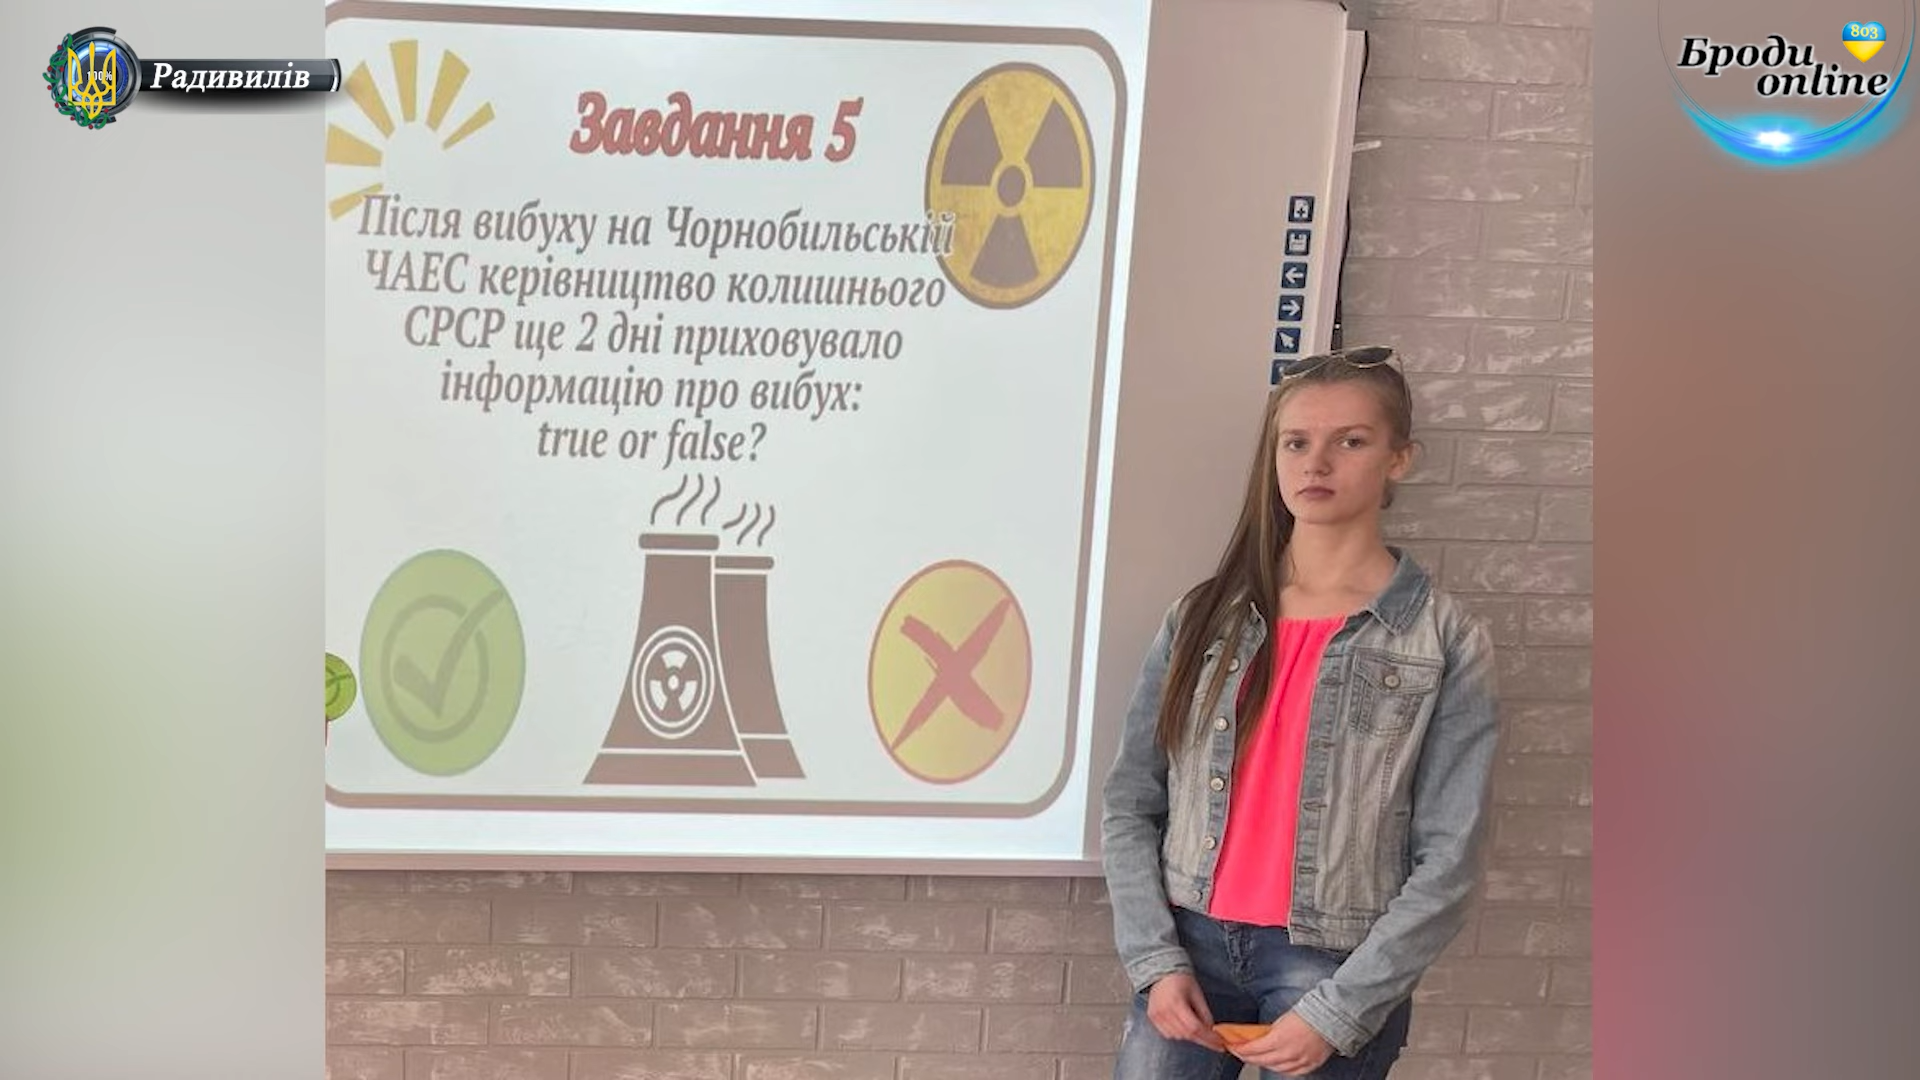 Радивилів
Броди
803
online
100%
Завдання 5
Після вибуху на Чорнобильській
ЧАЕС керівництво колишнього
СРСР ще 2 дні приховувало
інформацію про вибух:
true or false?